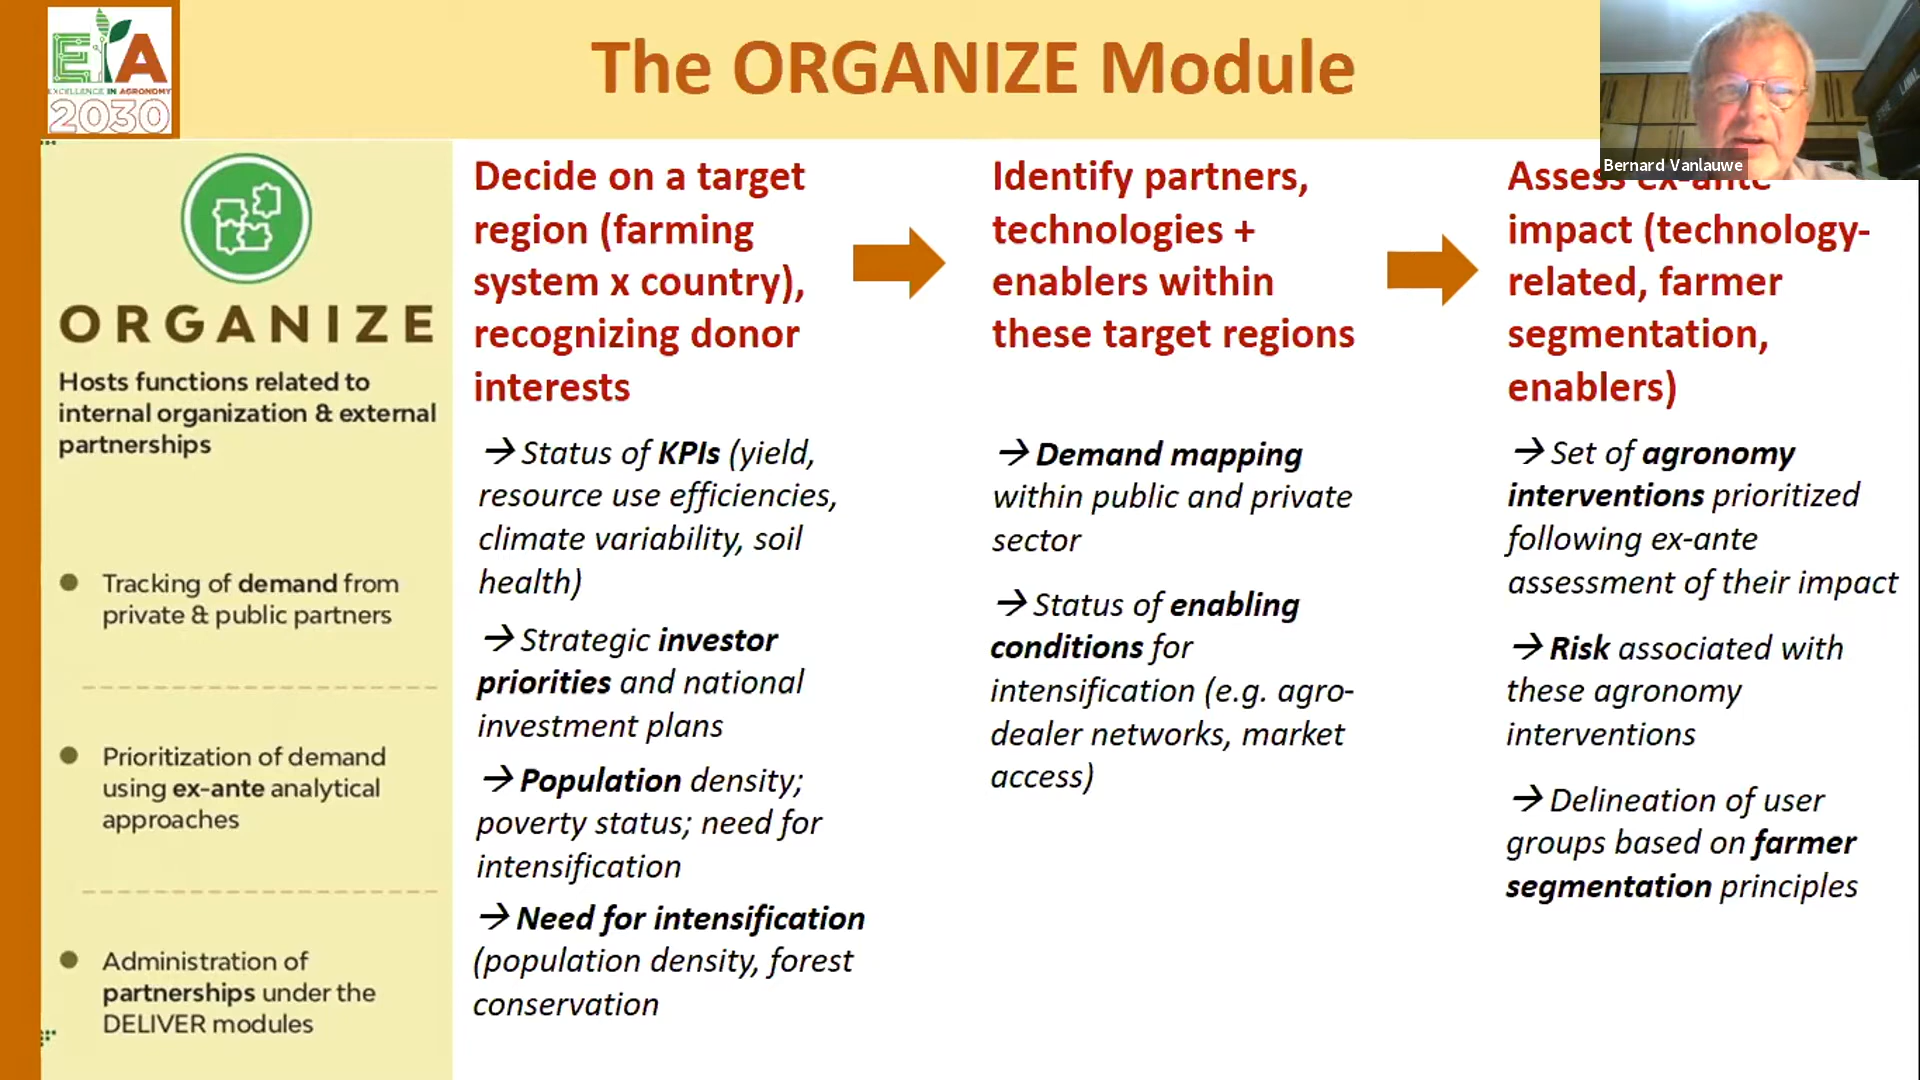 EiA
EXCELLENCE IN AGRONOMY
2030
The ORGANIZE Module
Bernard Vanlauwe
ORGANIZE
Hosts functions related to
internal organization & external
partnerships
Tracking of demand from
private & public partners
Prioritization of demand
using ex-ante analytical
approaches
Administration of
partnerships under the
DELIVER modules
Decide on a target
region (farming
system x country),
recognizing donor
interests
→ Status of KPIs (yield,
resource use efficiencies,
climate variability, soil
health)
→ Strategic investor
priorities and national
investment plans
→ Population density;
poverty status; need for
intensification
→ Need for intensification
(population density, forest
conservation
Identify partners,
technologies +
enablers within
these target regions
→ Demand mapping
within public and private
sector
→ Status of enabling
conditions for
intensification (e.g. agro-
dealer networks, market
access)
Assess ex-ante
impact (technology-
related, farmer
segmentation,
enablers)
→ Set of agronomy
interventions prioritized
following ex-ante
assessment of their impact
→ Risk associated with
these agronomy
interventions
→ Delineation of user
groups based on farmer
segmentation principles